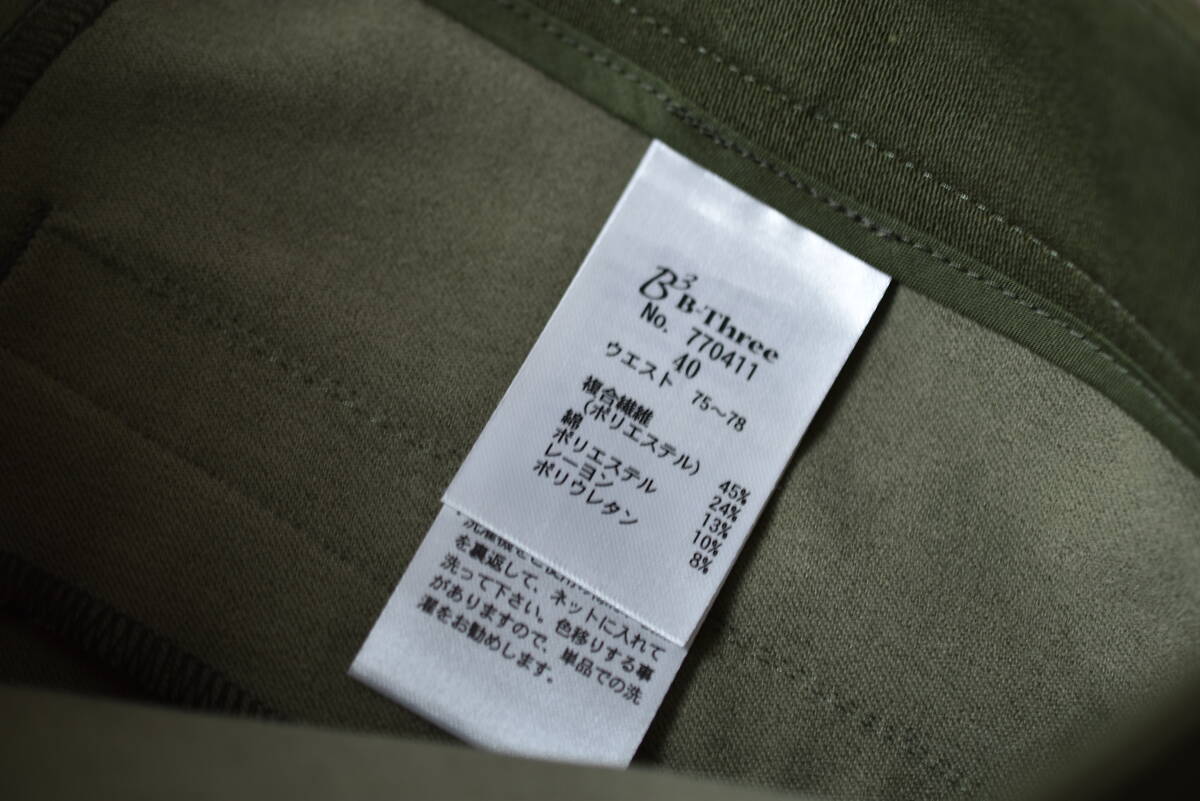 B³ B-Three
No. 770411
40
ウエスト 75～78
複合繊維
(ポリエステル) 45%
綿 24%
ポリエステル 13%
レーヨン 10%
ポリウレタン 8%
を裏返して、ネットに入れて
洗って下さい。色移りする事
がありますので、単品での洗
濯をお勧めします。